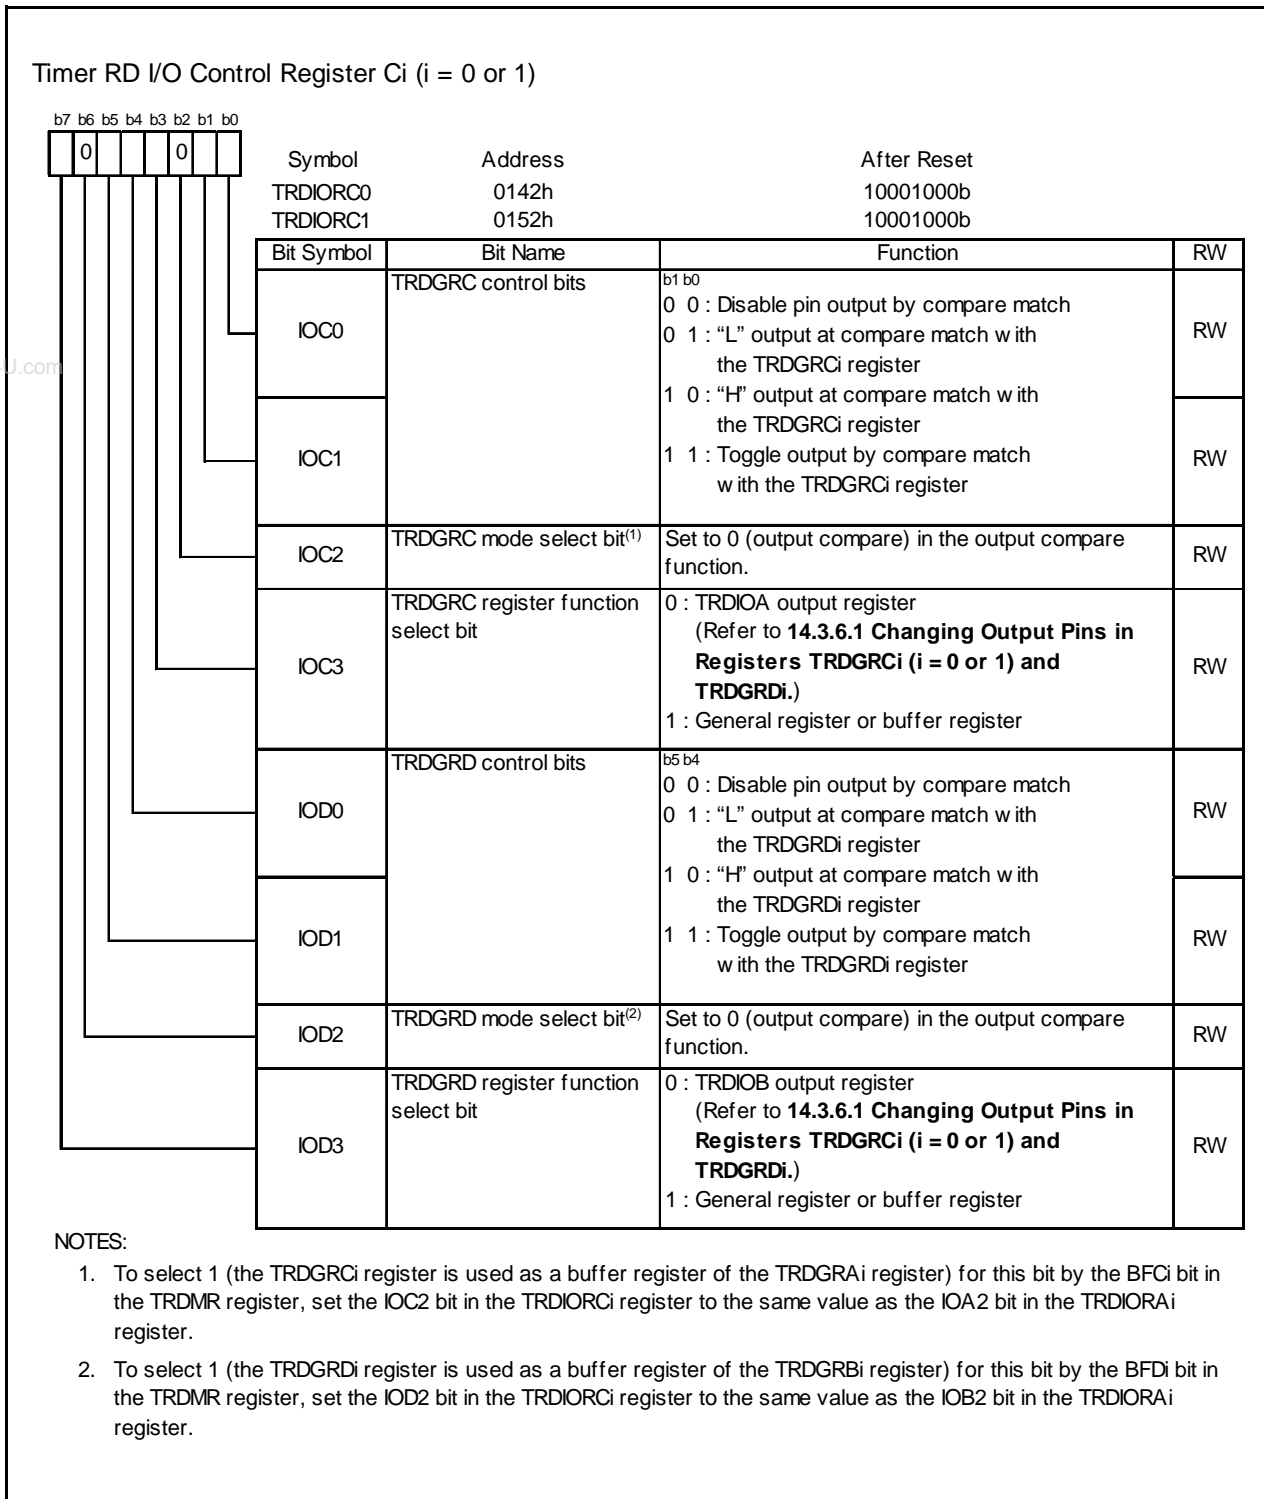 Timer RD I/O Control Register Ci (i = 0 or 1)
b7 b6 b5 b4 b3 b2 b1 b0
0 0
Symbol Address After Reset
TRDIORC0 0142h 10001000b
TRDIORC1 0152h 10001000b
Bit Symbol Bit Name Function RW
IOC0 TRDGRC control bits b1 b0
0 0 : Disable pin output by compare match
0 1 : “L” output at compare match with
the TRDGRCi register
RW
1 0 : “H” output at compare match with
the TRDGRCi register
IOC1
1 1 : Toggle output by compare match
with the TRDGRCi register
RW
IOC2 TRDGRC mode select bit(1) Set to 0 (output compare) in the output compare
function.
RW
IOC3 TRDGRC register function
select bit
0 : TRDIOA output register
(Refer to 14.3.6.1 Changing Output Pins in
Registers TRDGRCi (i = 0 or 1) and
TRDGRDi.)
1 : General register or buffer register
RW
IOD0 TRDGRD control bits b5 b4
0 0 : Disable pin output by compare match
0 1 : “L” output at compare match with
the TRDGRDi register
RW
1 0 : “H” output at compare match with
the TRDGRDi register
IOD1
1 1 : Toggle output by compare match
with the TRDGRDi register
RW
IOD2 TRDGRD mode select bit(2) Set to 0 (output compare) in the output compare
function.
RW
IOD3 TRDGRD register function
select bit
0 : TRDIOB output register
(Refer to 14.3.6.1 Changing Output Pins in
Registers TRDGRCi (i = 0 or 1) and
TRDGRDi.)
1 : General register or buffer register
RW
U.com
NOTES:
1. To select 1 (the TRDGRCi register is used as a buffer register of the TRDGRAi register) for this bit by the BFCi bit in
the TRDMR register, set the IOC2 bit in the TRDIORCi register to the same value as the IOA2 bit in the TRDIORAi
register.
2. To select 1 (the TRDGRDi register is used as a buffer register of the TRDGRBi register) for this bit by the BFDi bit in
the TRDMR register, set the IOD2 bit in the TRDIORCi register to the same value as the IOB2 bit in the TRDIORAi
register.